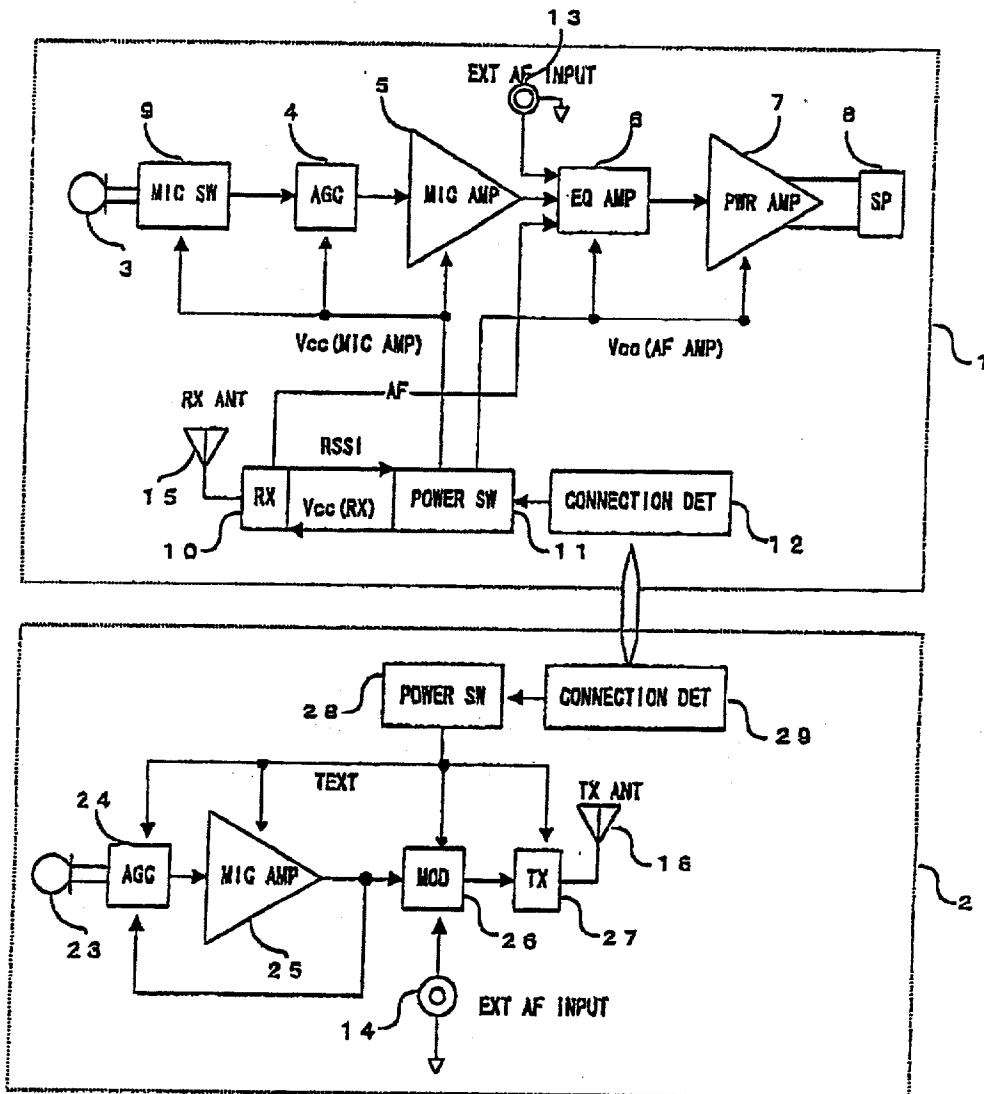 13
EXT AF INPUT
9
4
5
6
7
8
MIC SW
AGC
MIC AMP
EQ AMP
PWR AMP
SP
3
Vcc(MIC AMP)
Vcc(AF AMP)
1
AF
RX ANT
RSSI
15
RX
Vcc(RX)
POWER SW
CONNECTION DET
10
11
12
28
POWER SW
CONNECTION DET
29
TEXT
TX ANT
24
16
AGC
MIC AMP
MOD
TX
2
23
25
26
27
14
EXT AF INPUT